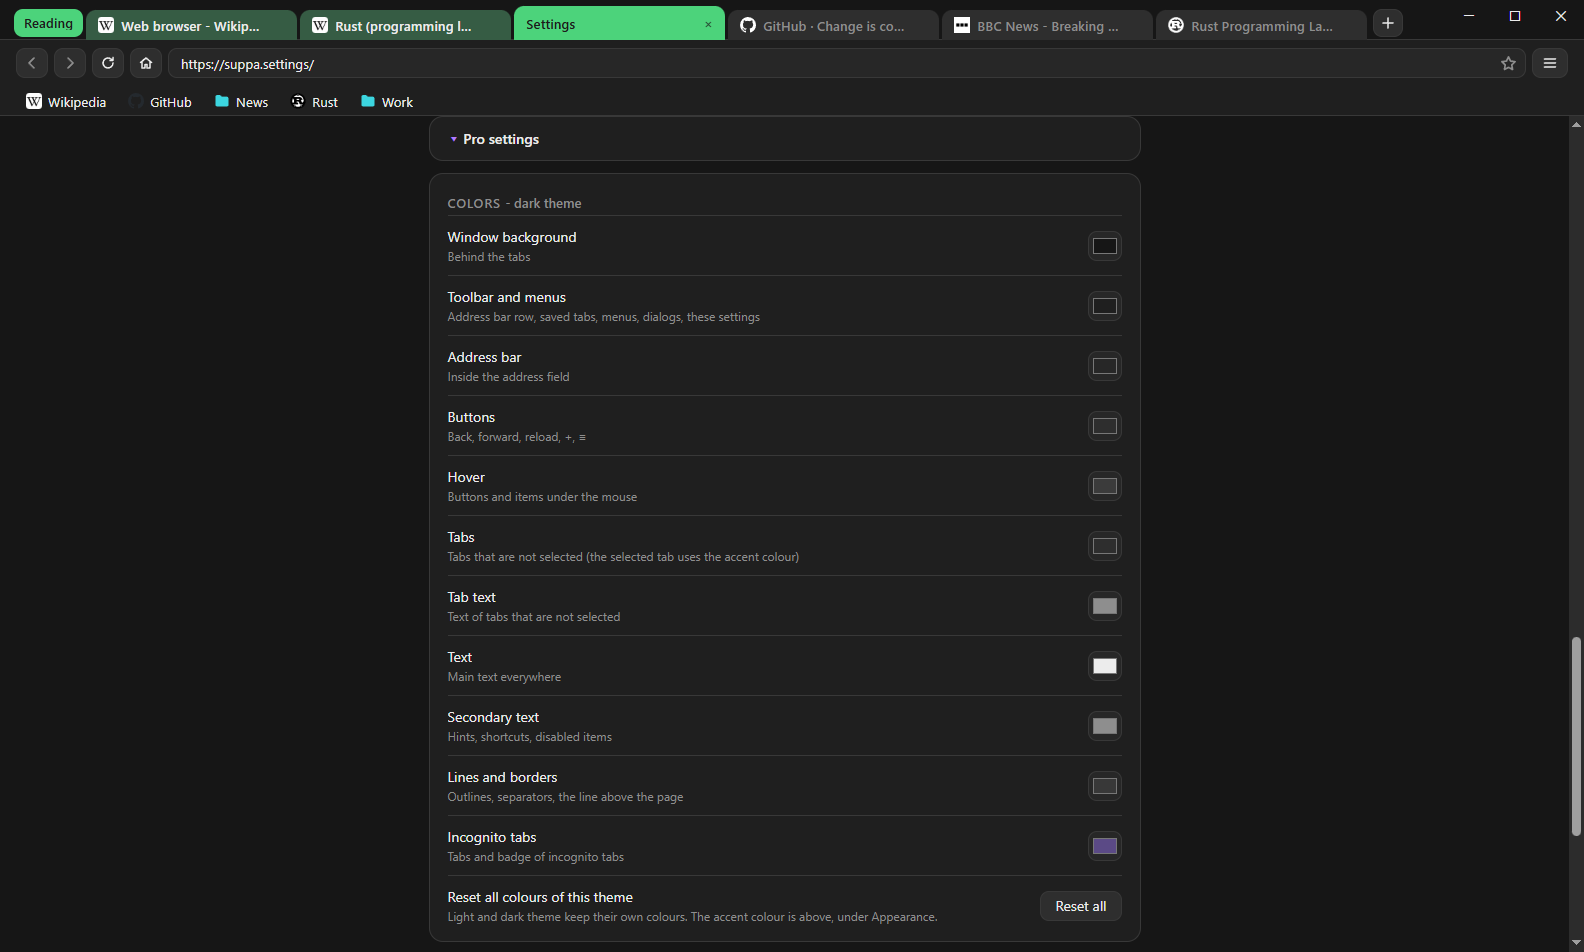 Reading
Web browser - Wikip...
Rust (programming l...
Settings
GitHub · Change is co...
BBC News - Breaking ...
Rust Programming La...
https://suppa.settings/
Wikipedia
GitHub
News
Rust
Work
Pro settings
COLORS - dark theme
Window background
Behind the tabs
Toolbar and menus
Address bar row, saved tabs, menus, dialogs, these settings
Address bar
Inside the address field
Buttons
Back, forward, reload, +, ≡
Hover
Buttons and items under the mouse
Tabs
Tabs that are not selected (the selected tab uses the accent colour)
Tab text
Text of tabs that are not selected
Text
Main text everywhere
Secondary text
Hints, shortcuts, disabled items
Lines and borders
Outlines, separators, the line above the page
Incognito tabs
Tabs and badge of incognito tabs
Reset all colours of this theme
Light and dark theme keep their own colours. The accent colour is above, under Appearance.
Reset all